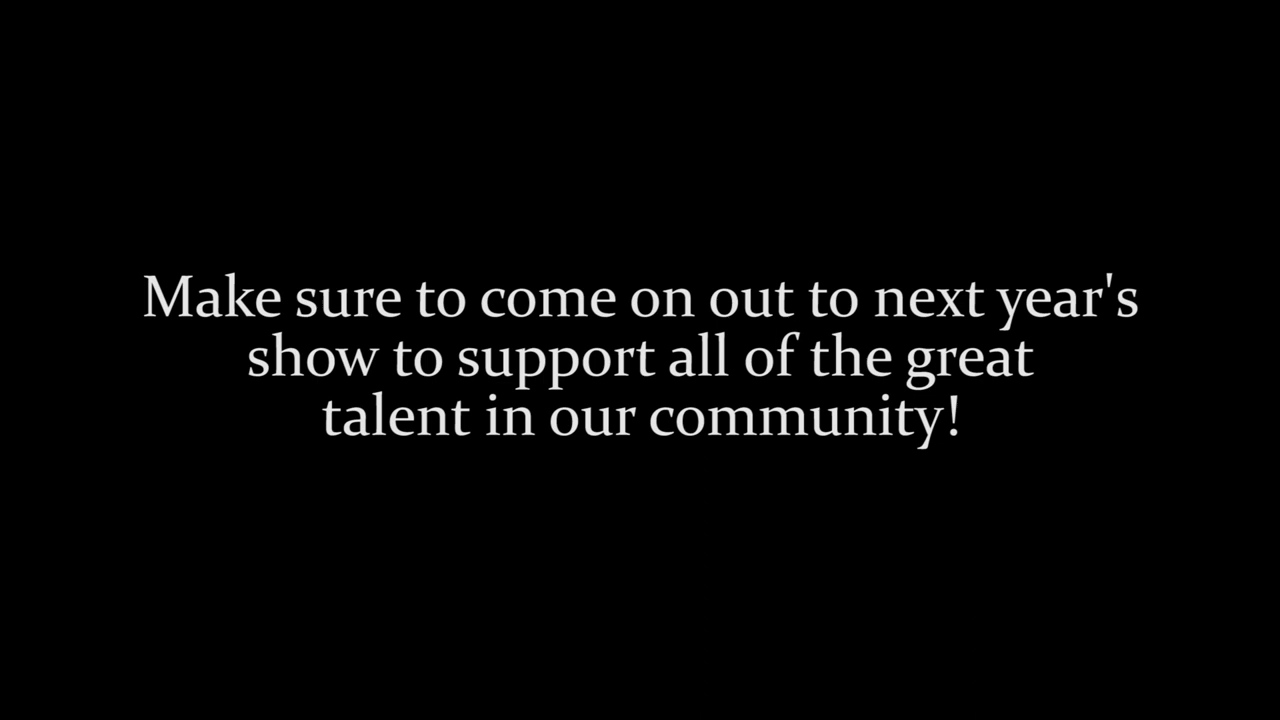 Make sure to come on out to next year's
show to support all of the great
talent in our community!